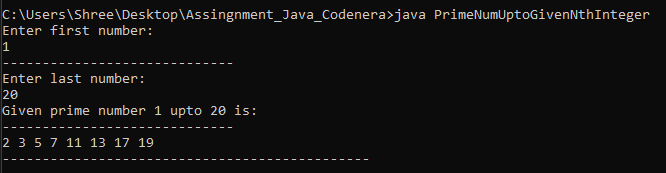 C:\Users\Shree\Desktop\Assingnment_Java_Codenera>java PrimeNumUptoGivenNthInteger
Enter first number:
1
-----------------------------
Enter last number:
20
Given prime number 1 upto 20 is:
-----------------------------
2 3 5 7 11 13 17 19
----------------------------------------------